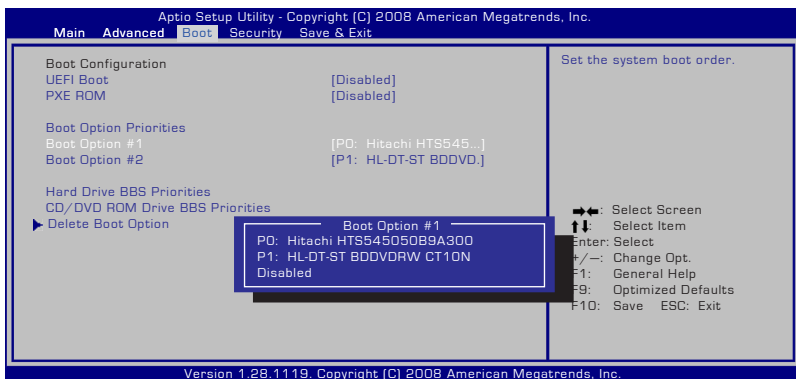 Aptio Setup Utility - Copyright (C) 2008 American Megatrends, Inc.
Main Advanced Boot Security Save & Exit
Boot Configuration
UEFI Boot [Disabled]
PXE ROM [Disabled]
Boot Option Priorities
Boot Option #1 [P0: Hitachi HTS545...]
Boot Option #2 [P1: HL-DT-ST BDDVD.]
Hard Drive BBS Priorities
CD/DVD ROM Drive BBS Priorities
Delete Boot Option
Boot Option #1
P0: Hitachi HTS545050B9A300
P1: HL-DT-ST BDDVDRW CT10N
Disabled
Set the system boot order.
→←: Select Screen
↑↓: Select Item
Enter: Select
+/—: Change Opt.
F1: General Help
F9: Optimized Defaults
F10: Save ESC: Exit
Version 1.28.1119. Copyright (C) 2008 American Megatrends, Inc.